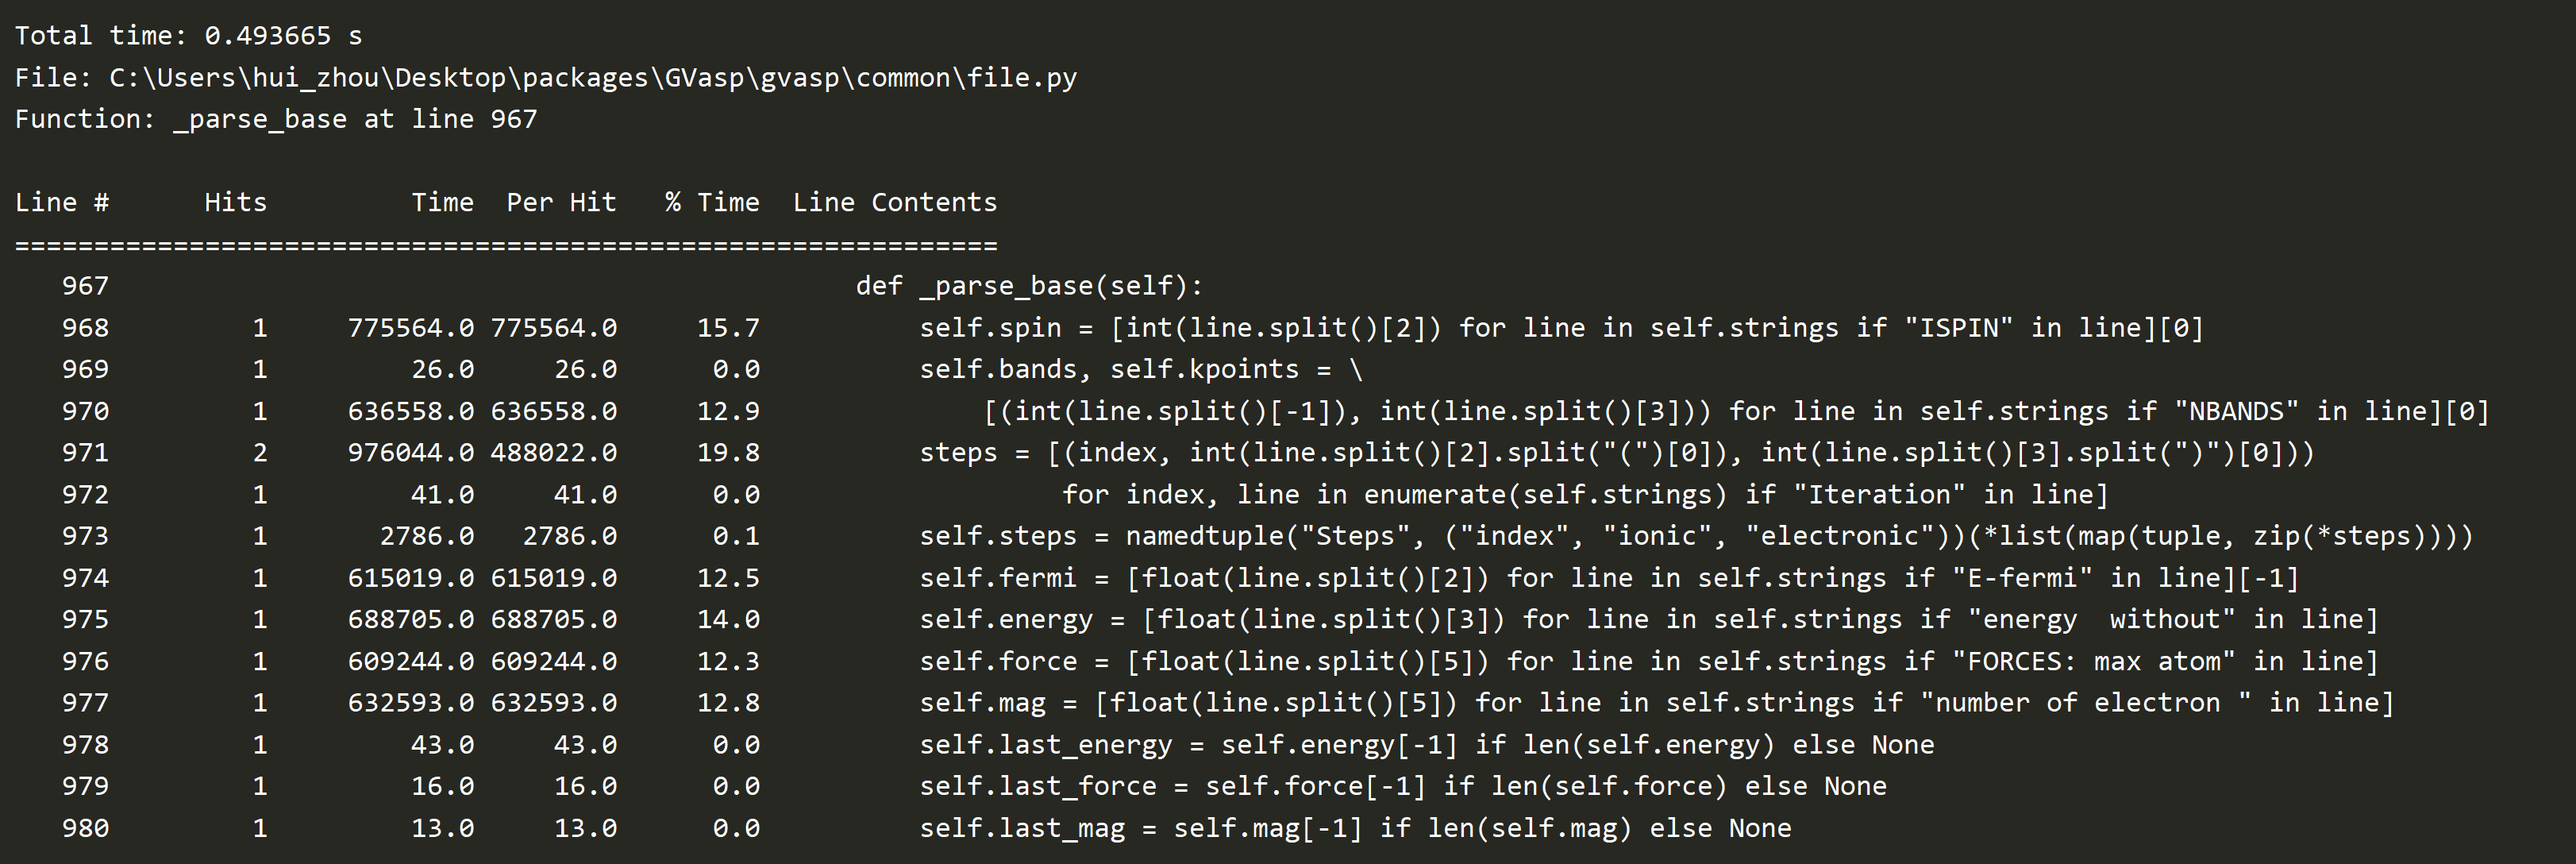 Total time: 0.493665 s
File: C:\Users\hui_zhou\Desktop\packages\GVasp\gvasp\common\file.py
Function: _parse_base at line 967

Line #      Hits         Time  Per Hit   % Time  Line Contents
==============================================================
   967                                               def _parse_base(self):
   968         1     775564.0 775564.0     15.7          self.spin = [int(line.split()[2]) for line in self.strings if "ISPIN" in line][0]
   969         1         26.0     26.0      0.0          self.bands, self.kpoints = \
   970         1     636558.0 636558.0     12.9              [(int(line.split()[-1]), int(line.split()[3])) for line in self.strings if "NBANDS" in line][0]
   971         2     976044.0 488022.0     19.8          steps = [(index, int(line.split()[2].split("(")[0]), int(line.split()[3].split(")")[0]))
   972         1         41.0     41.0      0.0                   for index, line in enumerate(self.strings) if "Iteration" in line]
   973         1       2786.0   2786.0      0.1          self.steps = namedtuple("Steps", ("index", "ionic", "electronic"))(*list(map(tuple, zip(*steps))))
   974         1     615019.0 615019.0     12.5          self.fermi = [float(line.split()[2]) for line in self.strings if "E-fermi" in line][-1]
   975         1     688705.0 688705.0     14.0          self.energy = [float(line.split()[3]) for line in self.strings if "energy  without" in line]
   976         1     609244.0 609244.0     12.3          self.force = [float(line.split()[5]) for line in self.strings if "FORCES: max atom" in line]
   977         1     632593.0 632593.0     12.8          self.mag = [float(line.split()[5]) for line in self.strings if "number of electron " in line]
   978         1         43.0     43.0      0.0          self.last_energy = self.energy[-1] if len(self.energy) else None
   979         1         16.0     16.0      0.0          self.last_force = self.force[-1] if len(self.force) else None
   980         1         13.0     13.0      0.0          self.last_mag = self.mag[-1] if len(self.mag) else None